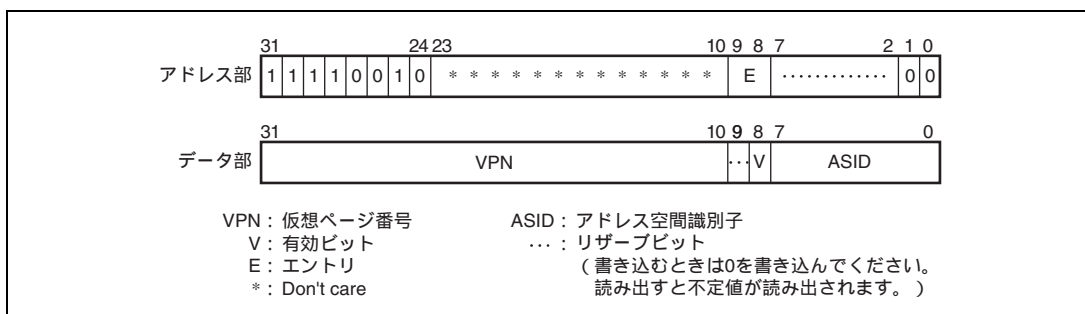 31 24 23 10 9 8 7 2 1 0
アドレス部 1 1 1 1 0 0 1 0 * * * * * * * * * * * * * E ············· 0 0
31 10 9 8 7 0
データ部 VPN ··· V ASID
VPN : 仮想ページ番号 ASID : アドレス空間識別子
V : 有効ビット ··· : リザーブビット
E : エントリ (書き込むときは0を書き込んでください。
* : Don't care 読み出すと不定値が読み出されます。)